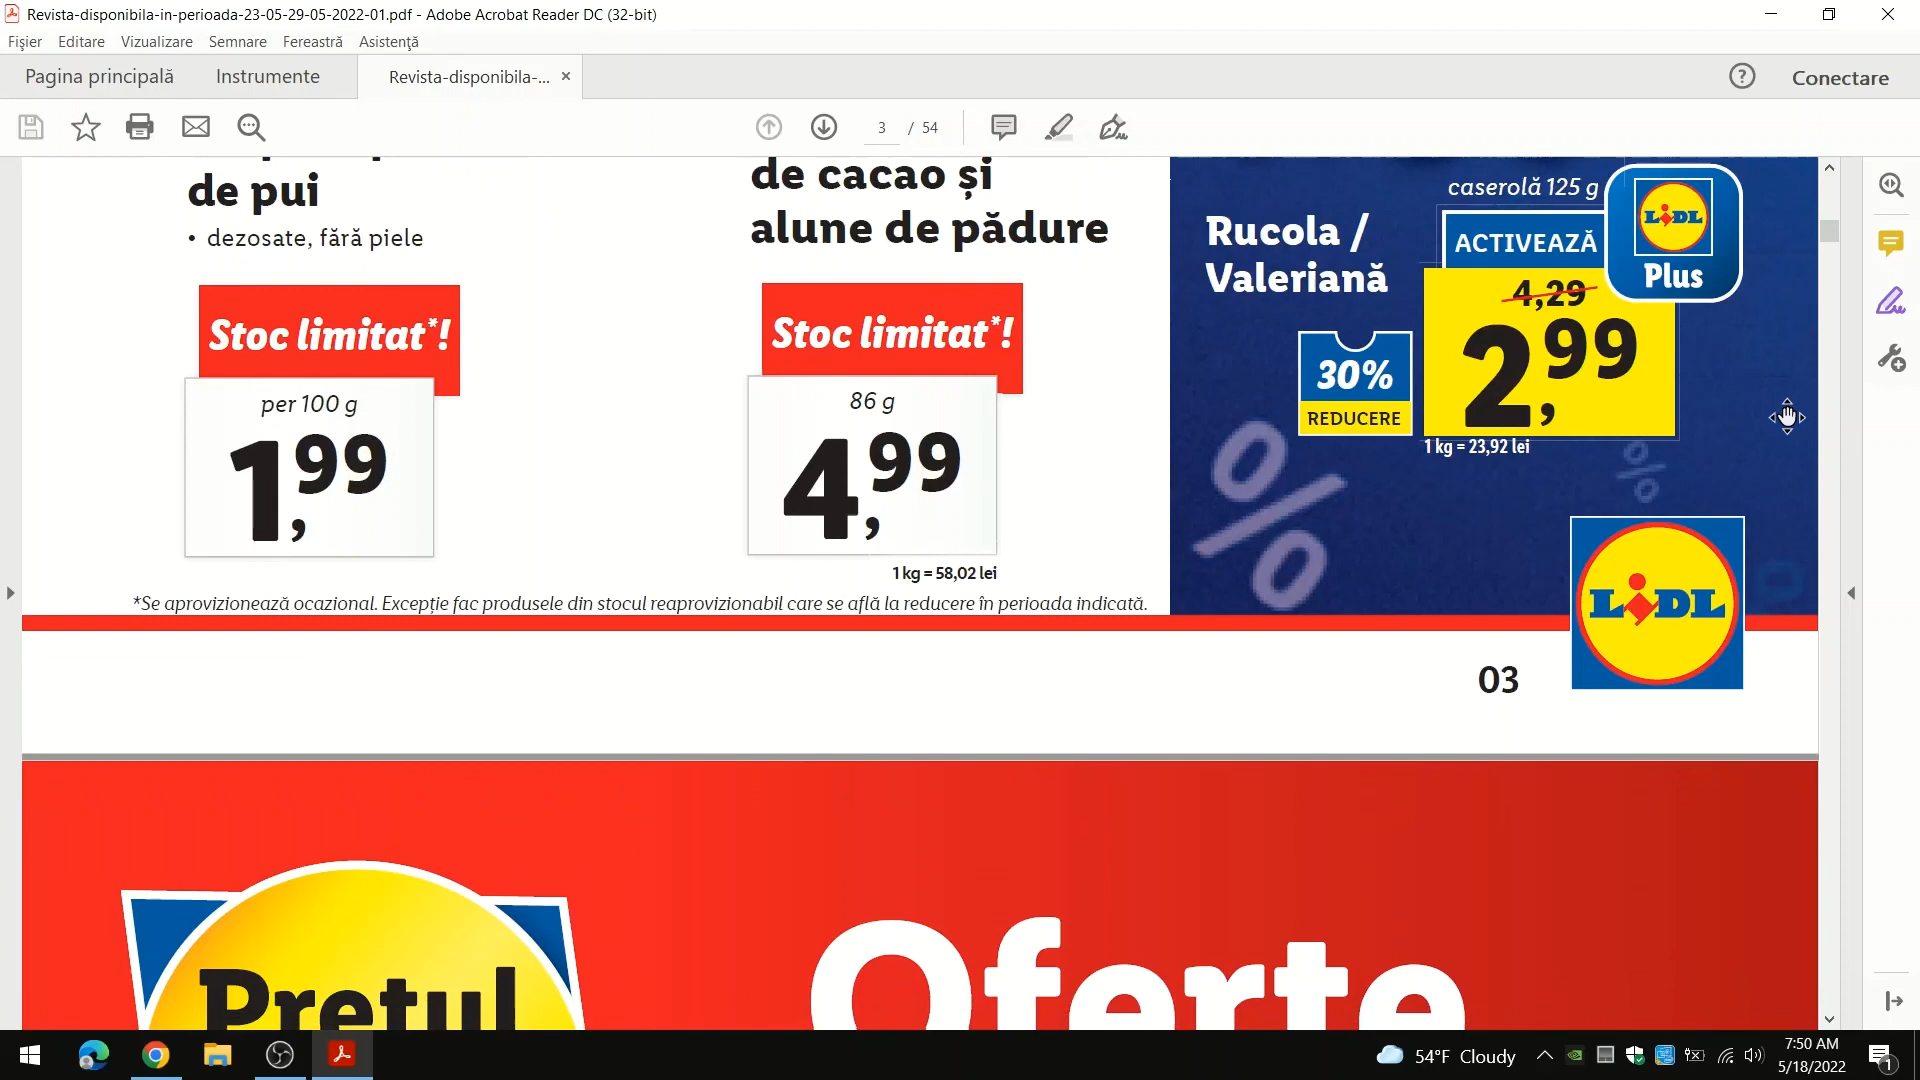 Revista-disponibila-in-perioada-23-05-29-05-2022-01.pdf - Adobe Acrobat Reader DC (32-bit)
Fișier Editare Vizualizare Semnare Fereastră Asistență
Pagina principală Instrumente Revista-disponibila-... × Conectare
3 / 54
de pui
• dezosate, fără piele
Stoc limitat*!
per 100 g
1,99
de cacao și
alune de pădure
Stoc limitat*!
86 g
4,99
1 kg = 58,02 lei
caserolă 125 g
Rucola /
Valeriană
ACTIVEAZĂ
LIDL
Plus
4,29
2,99
30%
REDUCERE
1 kg = 23,92 lei
%
%
*Se aprovizionează ocazional. Excepție fac produsele din stocul reaprovizionabil care se află la reducere în perioada indicată.
LIDL
03
Prețul
Oferte
54°F Cloudy
7:50 AM
5/18/2022
1